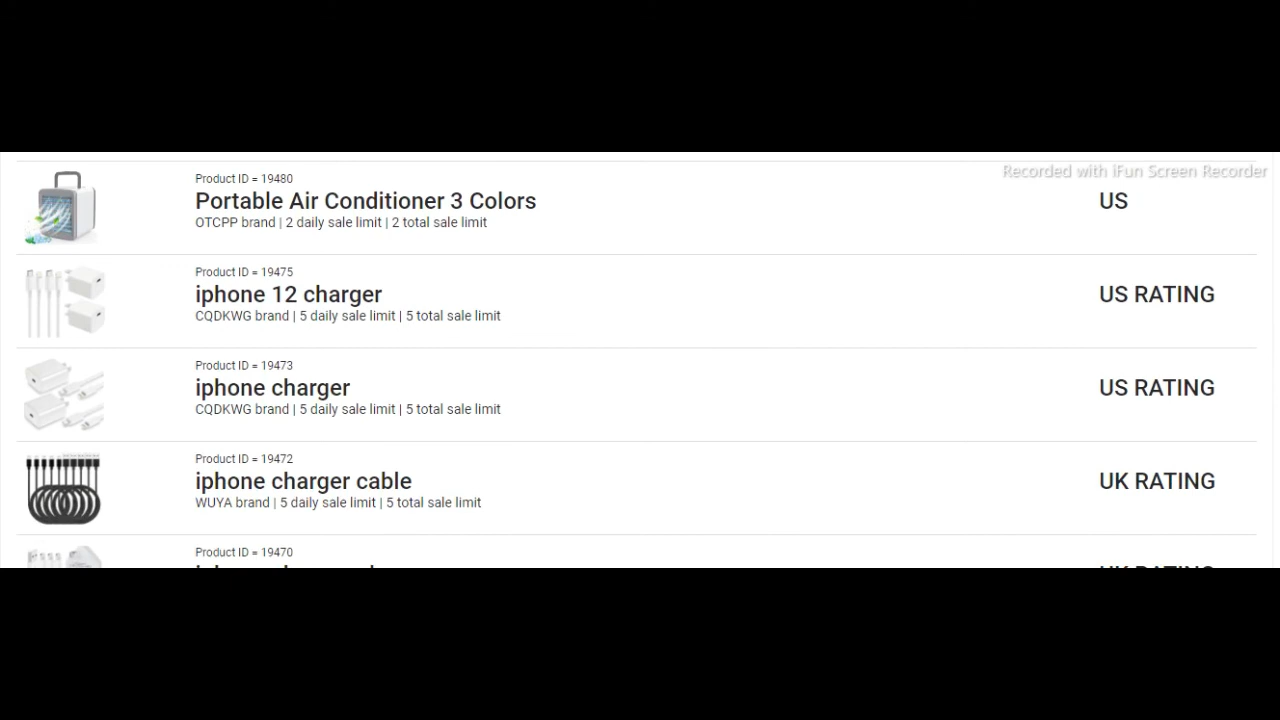 Recorded with iFun Screen Recorder
Product ID = 19480
Portable Air Conditioner 3 Colors
US
OTCPP brand | 2 daily sale limit | 2 total sale limit
Product ID = 19475
iphone 12 charger
US RATING
CQDKWG brand | 5 daily sale limit | 5 total sale limit
Product ID = 19473
iphone charger
US RATING
CQDKWG brand | 5 daily sale limit | 5 total sale limit
Product ID = 19472
iphone charger cable
UK RATING
WUYA brand | 5 daily sale limit | 5 total sale limit
Product ID = 19470
UK RATING